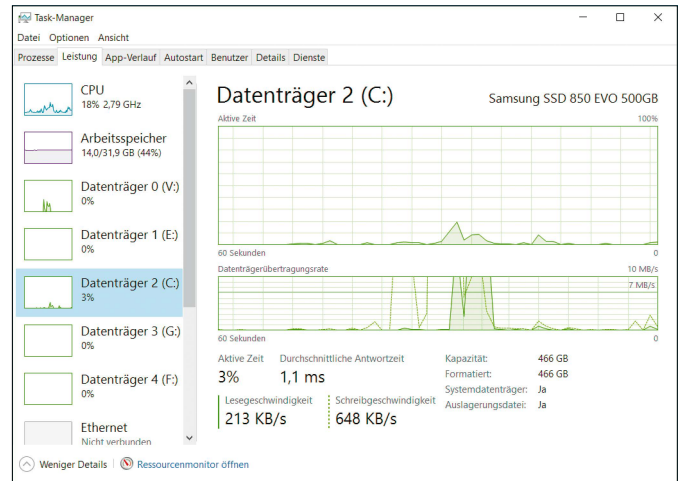 Task-Manager
Datei Optionen Ansicht
Prozesse Leistung App-Verlauf Autostart Benutzer Details Dienste
CPU
18% 2,79 GHz
Arbeitsspeicher
14,0/31,9 GB (44%)
Datenträger 0 (V:)
0%
Datenträger 1 (E:)
0%
Datenträger 2 (C:)
3%
Datenträger 3 (G:)
0%
Datenträger 4 (F:)
0%
Ethernet
Nicht verbunden
Datenträger 2 (C:) Samsung SSD 850 EVO 500GB
Aktive Zeit 100%
60 Sekunden 0
Datenträgerübertragungsrate 10 MB/s
7 MB/s
60 Sekunden 0
Aktive Zeit Durchschnittliche Antwortzeit
3% 1,1 ms
Lesegeschwindigkeit Schreibgeschwindigkeit
213 KB/s 648 KB/s
Kapazität: 466 GB
Formatiert: 466 GB
Systemdatenträger: Ja
Auslagerungsdatei: Ja
Weniger Details Ressourcenmonitor öffnen